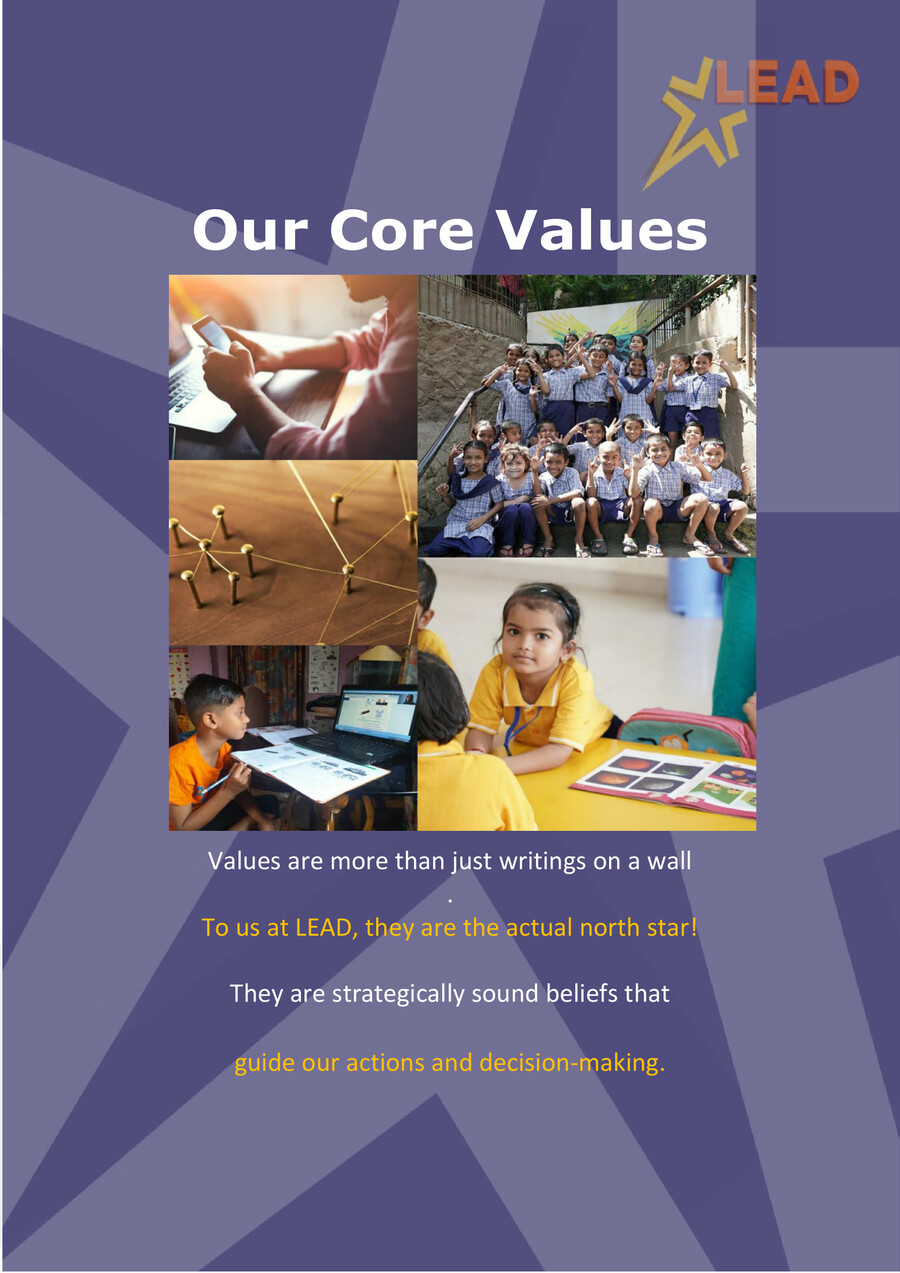 LEAD
Our Core Values
Values are more than just writings on a wall
.
To us at LEAD, they are the actual north star!
They are strategically sound beliefs that
guide our actions and decision-making.